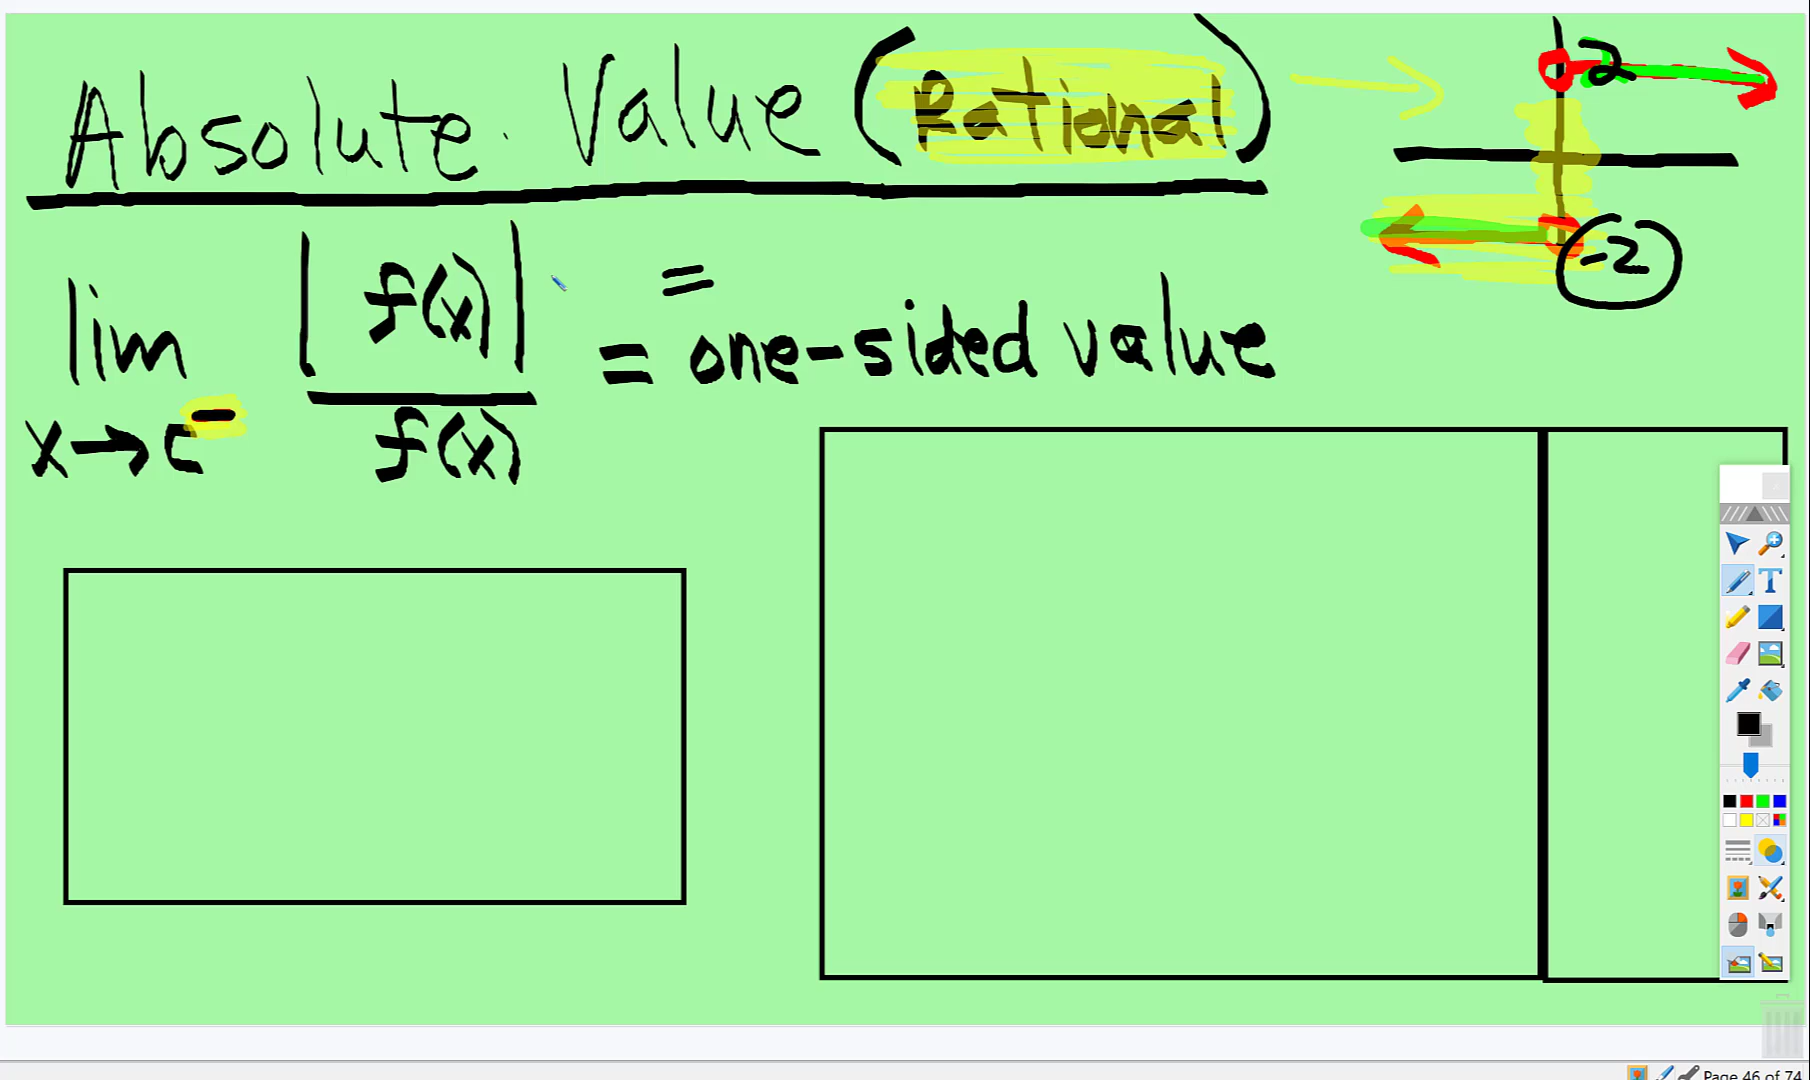 Absolute Value (Rational)
2
-2
lim | f(x) | =
x→c⁻ f(x) = one-sided value
T
Page 46 of 74